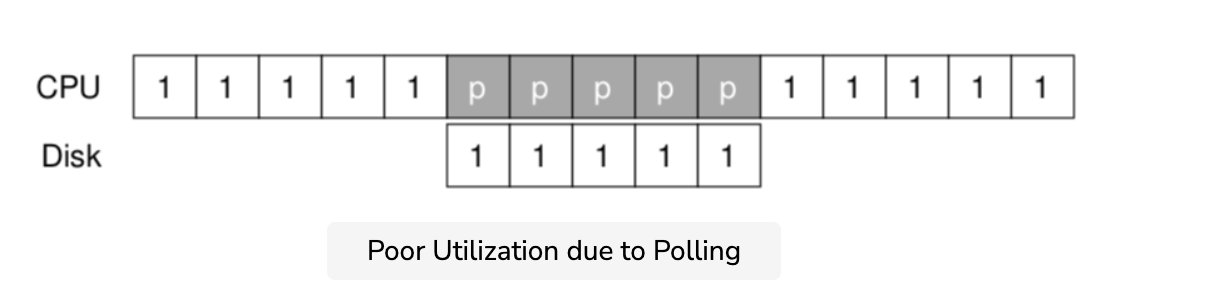 CPU 1 1 1 1 1 p p p p p 1 1 1 1 1
Disk 1 1 1 1 1
Poor Utilization due to Polling